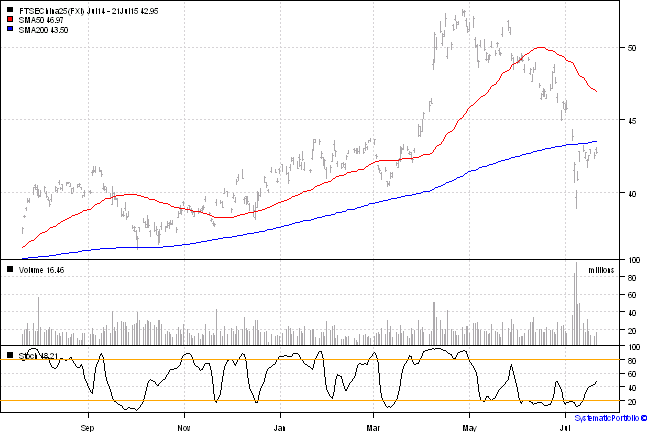 FTSEChina25(FXI) Jul14 - 21Jul15 42.95
SMA50 46.97
SMA200 43.50
50
45
40
Volume 16.46
millions
100
80
60
40
20
Stoch 48.21
100
80
60
40
20
Sep
Nov
Jan
Mar
May
Jul
SystematicPortfolio ©